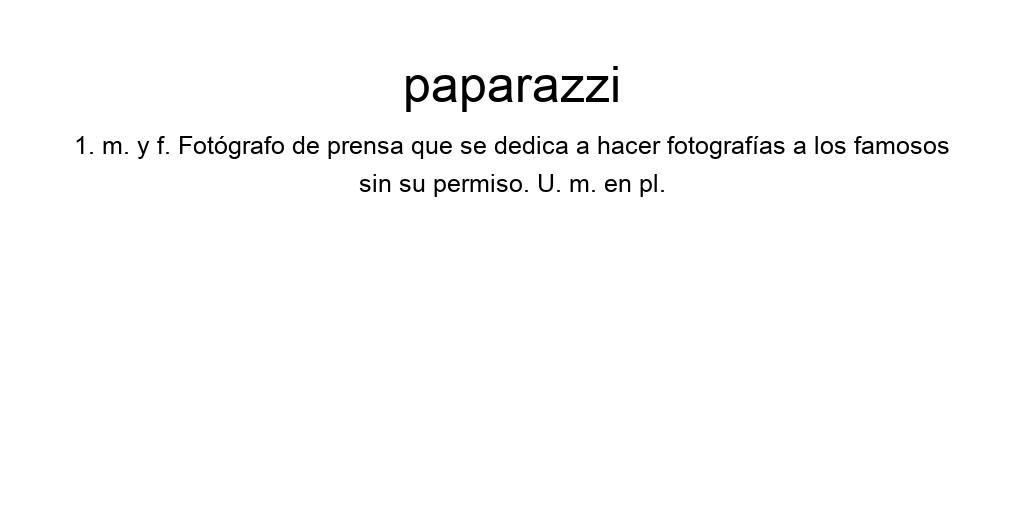 paparazzi
1. m. y f. Fotógrafo de prensa que se dedica a hacer fotografías a los famosos
sin su permiso. U. m. en pl.